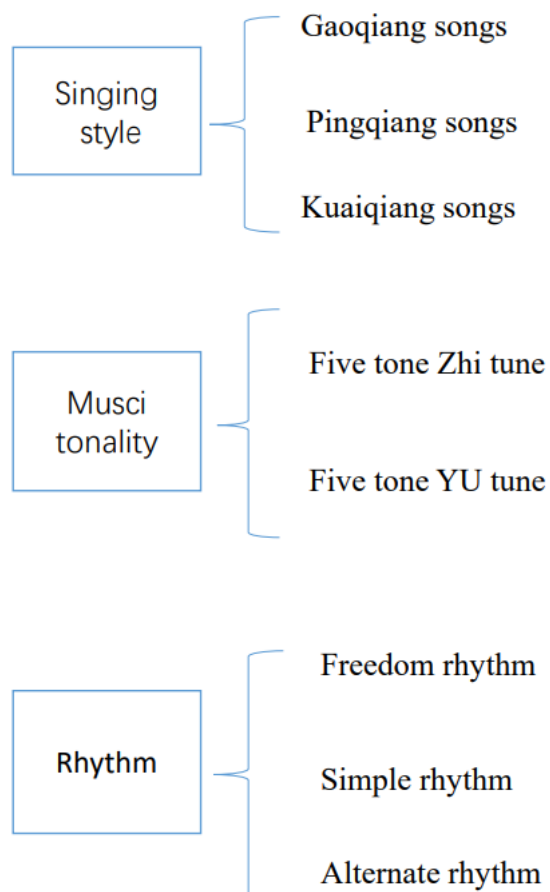 Singing
style
Gaoqiang songs
Pingqiang songs
Kuaiqiang songs
Musci
tonality
Five tone Zhi tune
Five tone YU tune
Rhythm
Freedom rhythm
Simple rhythm
Alternate rhythm